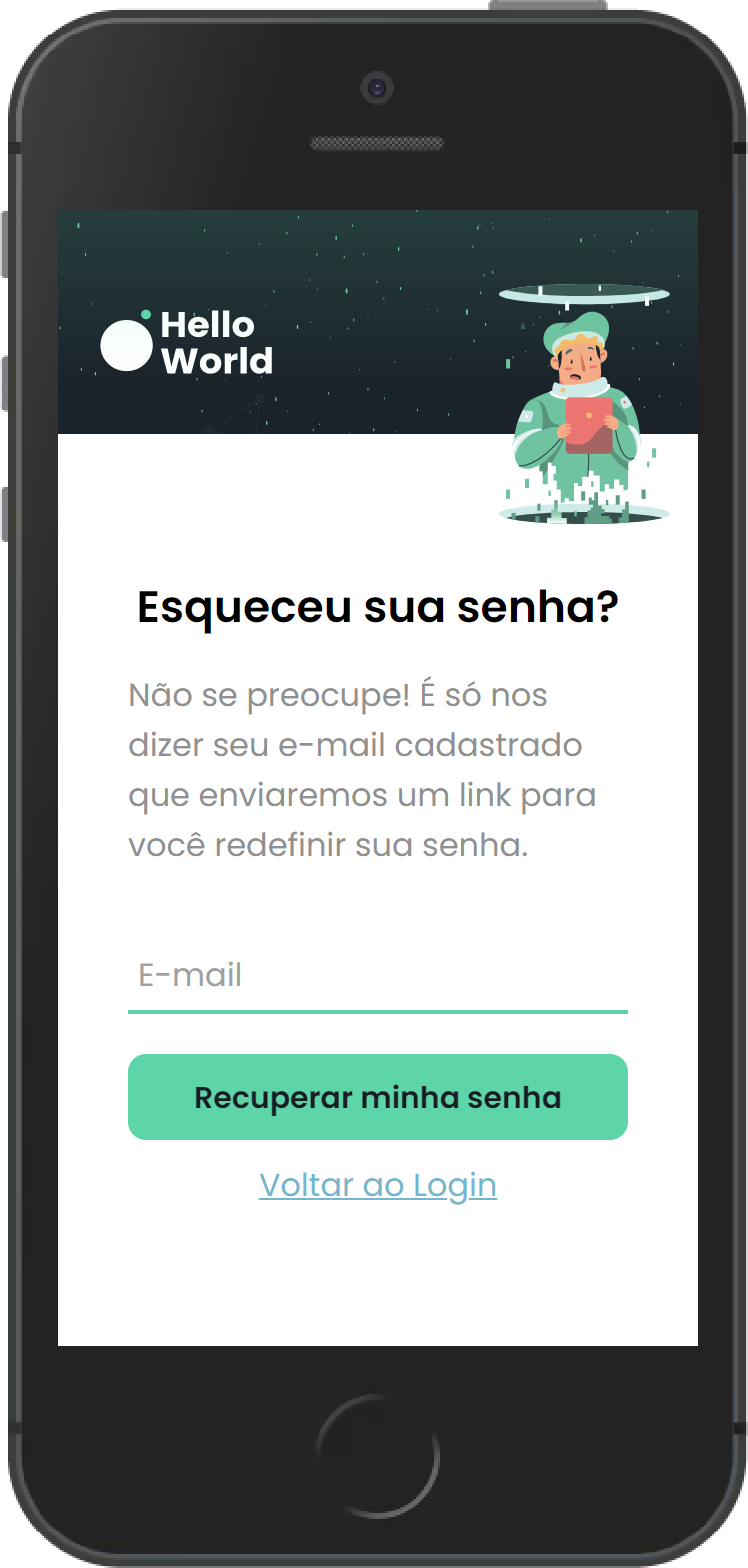 Hello
World
Esqueceu sua senha?
Não se preocupe! É só nos
dizer seu e-mail cadastrado
que enviaremos um link para
você redefinir sua senha.
E-mail
Recuperar minha senha
Voltar ao Login